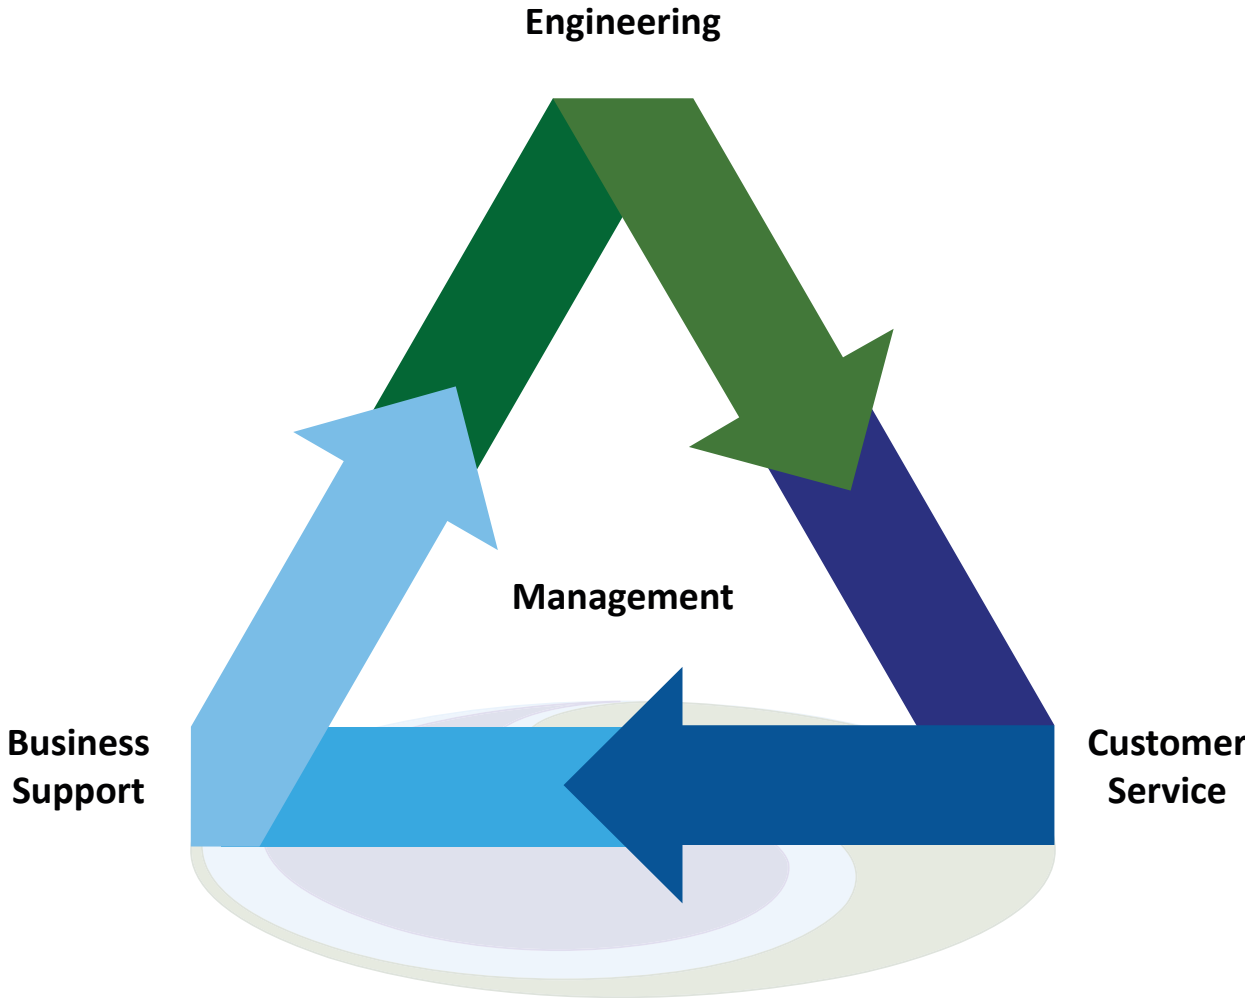 Engineering
Management
Business
Support
Customer
Service